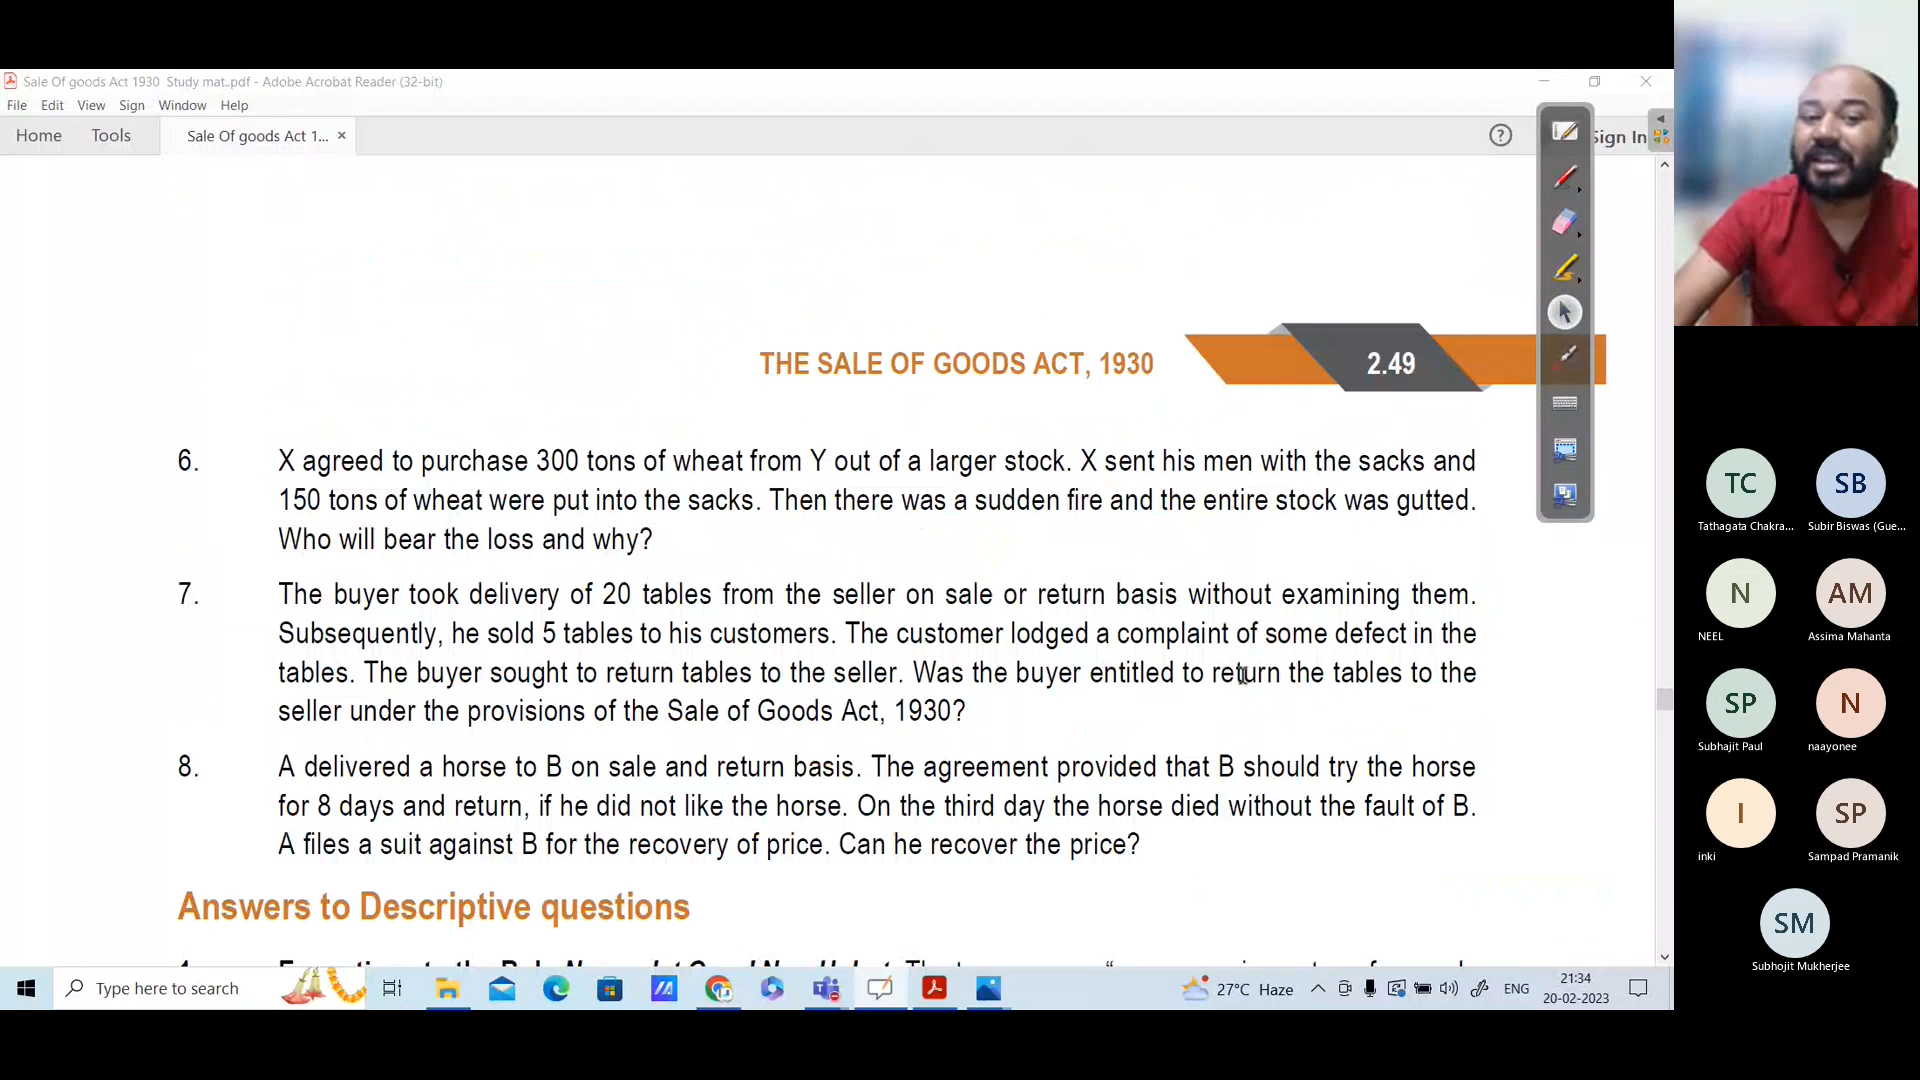 Sale Of goods Act 1930 Study mat..pdf - Adobe Acrobat Reader (32-bit)
File Edit View Sign Window Help
Home Tools Sale Of goods Act 1... × ? Sign In
THE SALE OF GOODS ACT, 1930 2.49
6. X agreed to purchase 300 tons of wheat from Y out of a larger stock. X sent his men with the sacks and
150 tons of wheat were put into the sacks. Then there was a sudden fire and the entire stock was gutted.
Who will bear the loss and why?
7. The buyer took delivery of 20 tables from the seller on sale or return basis without examining them.
Subsequently, he sold 5 tables to his customers. The customer lodged a complaint of some defect in the
tables. The buyer sought to return tables to the seller. Was the buyer entitled to return the tables to the
seller under the provisions of the Sale of Goods Act, 1930?
8. A delivered a horse to B on sale and return basis. The agreement provided that B should try the horse
for 8 days and return, if he did not like the horse. On the third day the horse died without the fault of B.
A files a suit against B for the recovery of price. Can he recover the price?
Answers to Descriptive questions
Type here to search
27°C Haze
ENG
21:34
20-02-2023
TC SB
Tathagata Chakra... Subir Biswas (Gue...
N AM
NEEL Assima Mahanta
SP N
Subhajit Paul naayonee
I SP
inki Sampad Pramanik
SM
Subhojit Mukherjee